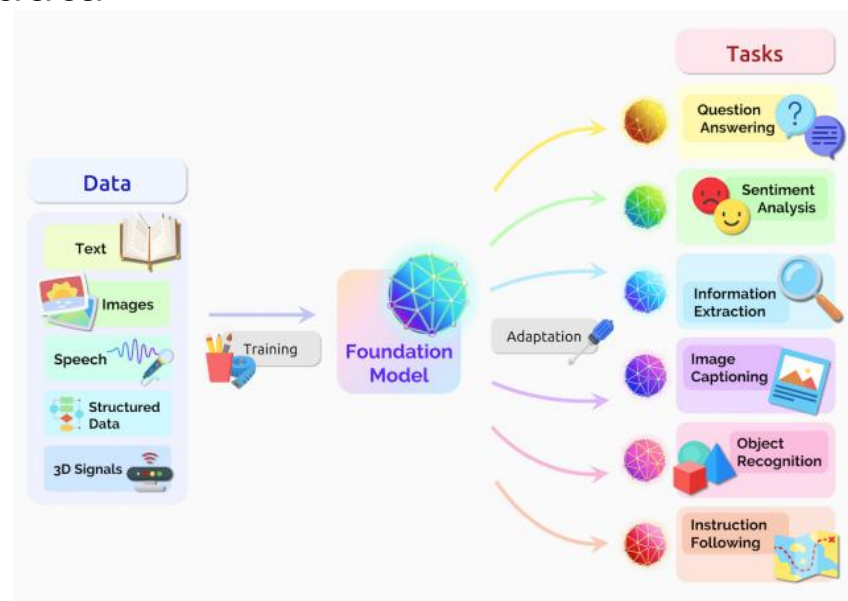 Data
Text
Images
Speech
Structured
Data
3D Signals
Training
Foundation
Model
Adaptation
Tasks
Question
Answering
Sentiment
Analysis
Information
Extraction
Image
Captioning
Object
Recognition
Instruction
Following